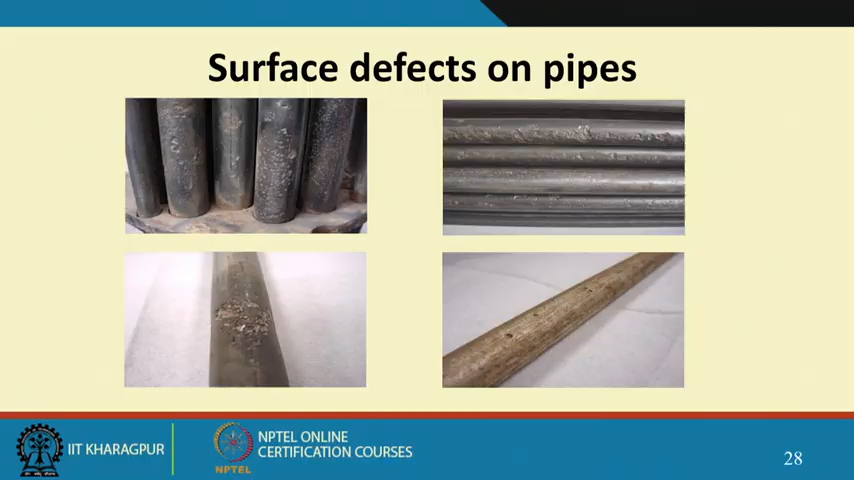 Surface defects on pipes
IIT KHARAGPUR
NPTEL
NPTEL ONLINE
CERTIFICATION COURSES
28